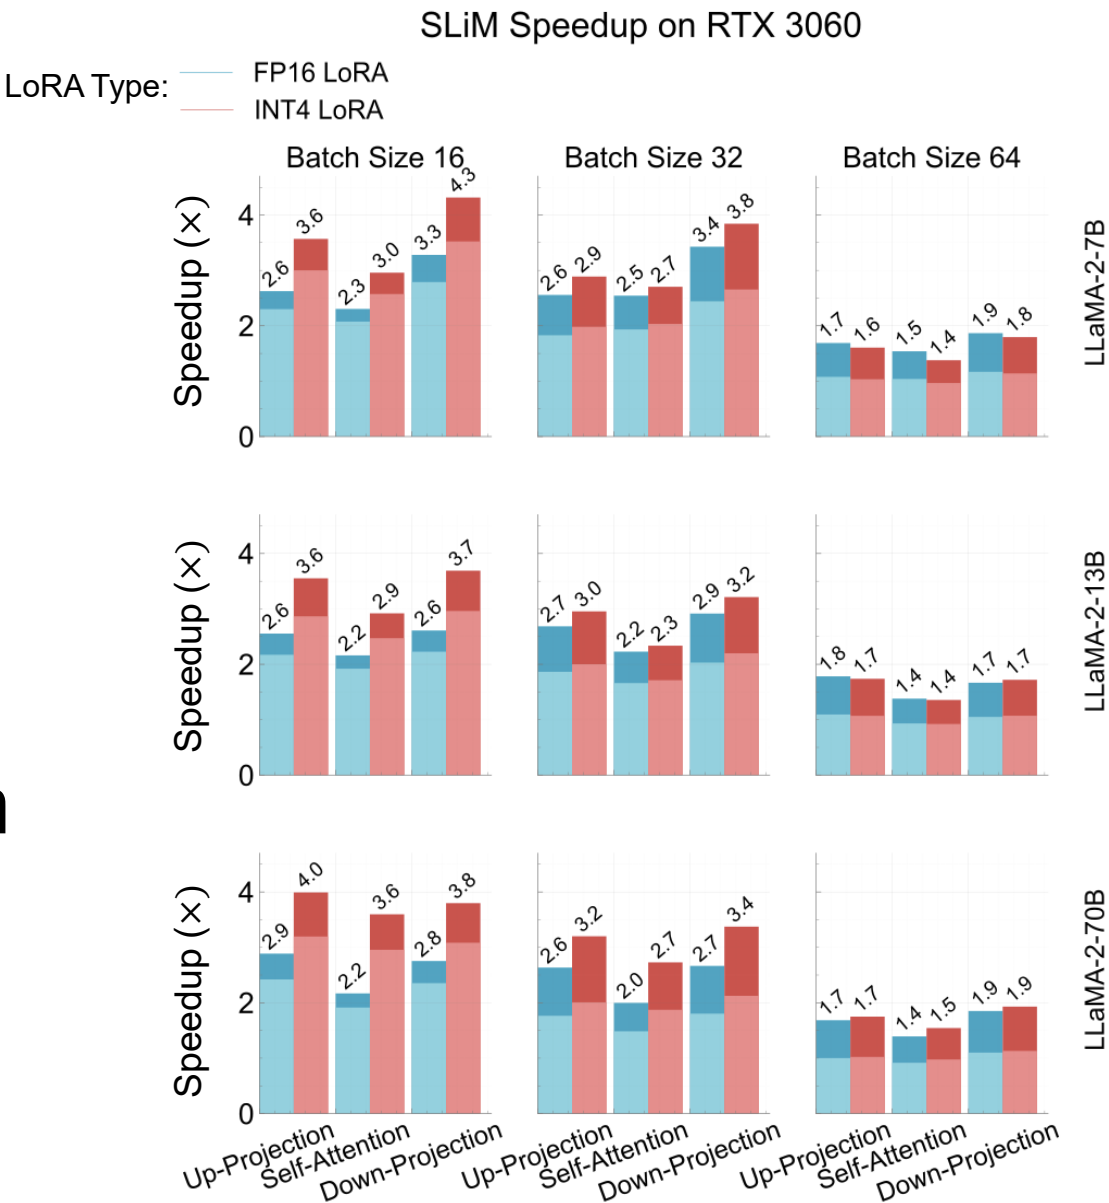 SLiM Speedup on RTX 3060
LoRA Type:
FP16 LoRA
INT4 LoRA
Batch Size 16
Batch Size 32
Batch Size 64
Speedup (×)
4
2
0
2.6
3.6
2.3
3.0
3.3
4.3
2.6
2.9
2.5
2.7
3.4
3.8
1.7
1.6
1.5
1.4
1.9
1.8
LLaMA-2-7B
Speedup (×)
4
2
0
2.6
3.6
2.2
2.9
2.6
3.7
2.7
3.0
2.2
2.3
2.9
3.2
1.8
1.7
1.4
1.4
1.7
1.7
LLaMA-2-13B
Speedup (×)
4
2
0
2.9
4.0
2.2
3.6
2.8
3.8
2.6
3.2
2.0
2.7
2.7
3.4
1.7
1.7
1.4
1.5
1.9
1.9
LLaMA-2-70B
Up-Projection
Self-Attention
Down-Projection
Up-Projection
Self-Attention
Down-Projection
Up-Projection
Self-Attention
Down-Projection